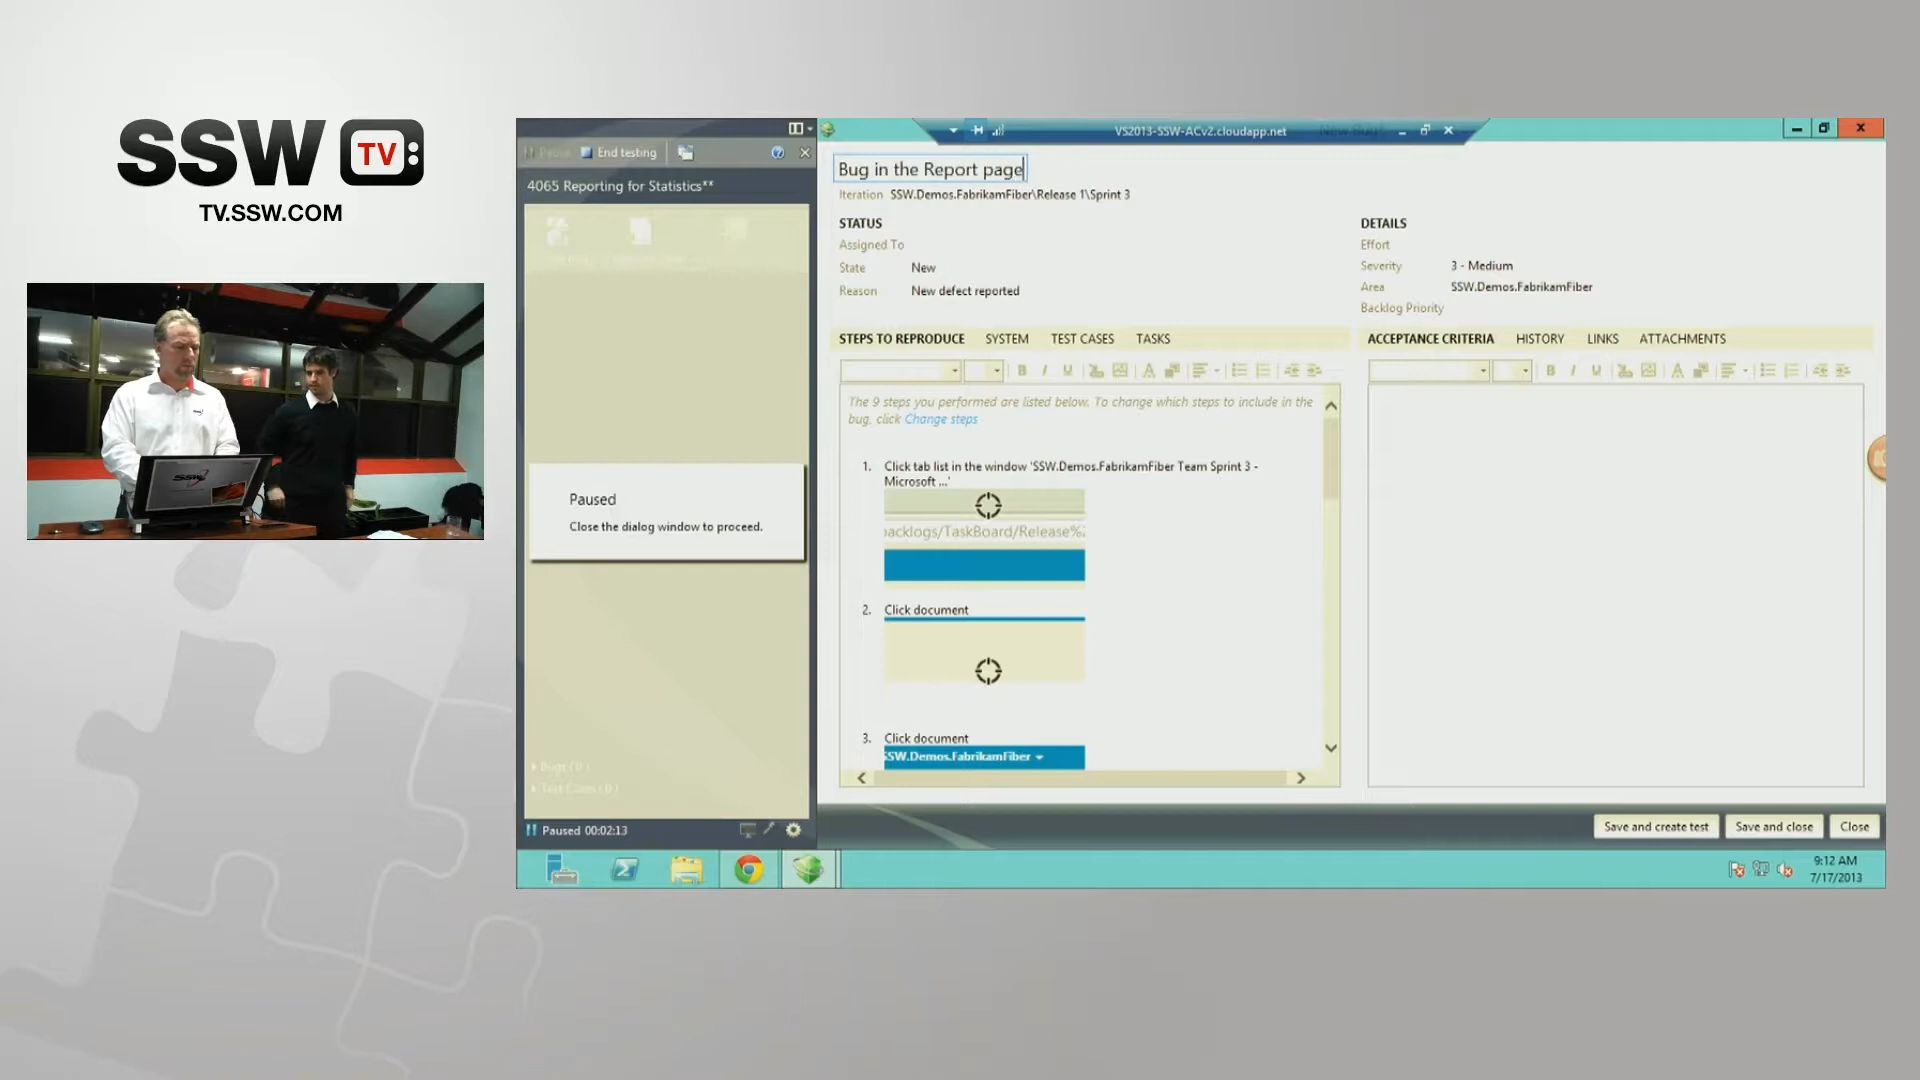 SSW TV:
TV.SSW.COM
VS2013-SSW-ACv2.cloudapp.net
End testing
4065 Reporting for Statistics**
Paused
Close the dialog window to proceed.
Bugs ( 0 )
Paused 00:02:13
Bug in the Report page
Iteration SSW.Demos.FabrikamFiber\Release 1\Sprint 3
STATUS
Assigned To
State New
Reason New defect reported
DETAILS
Effort
Severity 3 - Medium
Area SSW.Demos.FabrikamFiber
Backlog Priority
STEPS TO REPRODUCE SYSTEM TEST CASES TASKS
ACCEPTANCE CRITERIA HISTORY LINKS ATTACHMENTS
B I U A
B I U A
The 9 steps you performed are listed below. To change which steps to include in the
bug, click Change steps
1. Click tab list in the window 'SSW.Demos.FabrikamFiber Team Sprint 3 -
Microsoft ...'
backlogs/TaskBoard/Release%
2. Click document
3. Click document
SSW.Demos.FabrikamFiber
Save and create test Save and close Close
9:12 AM
7/17/2013